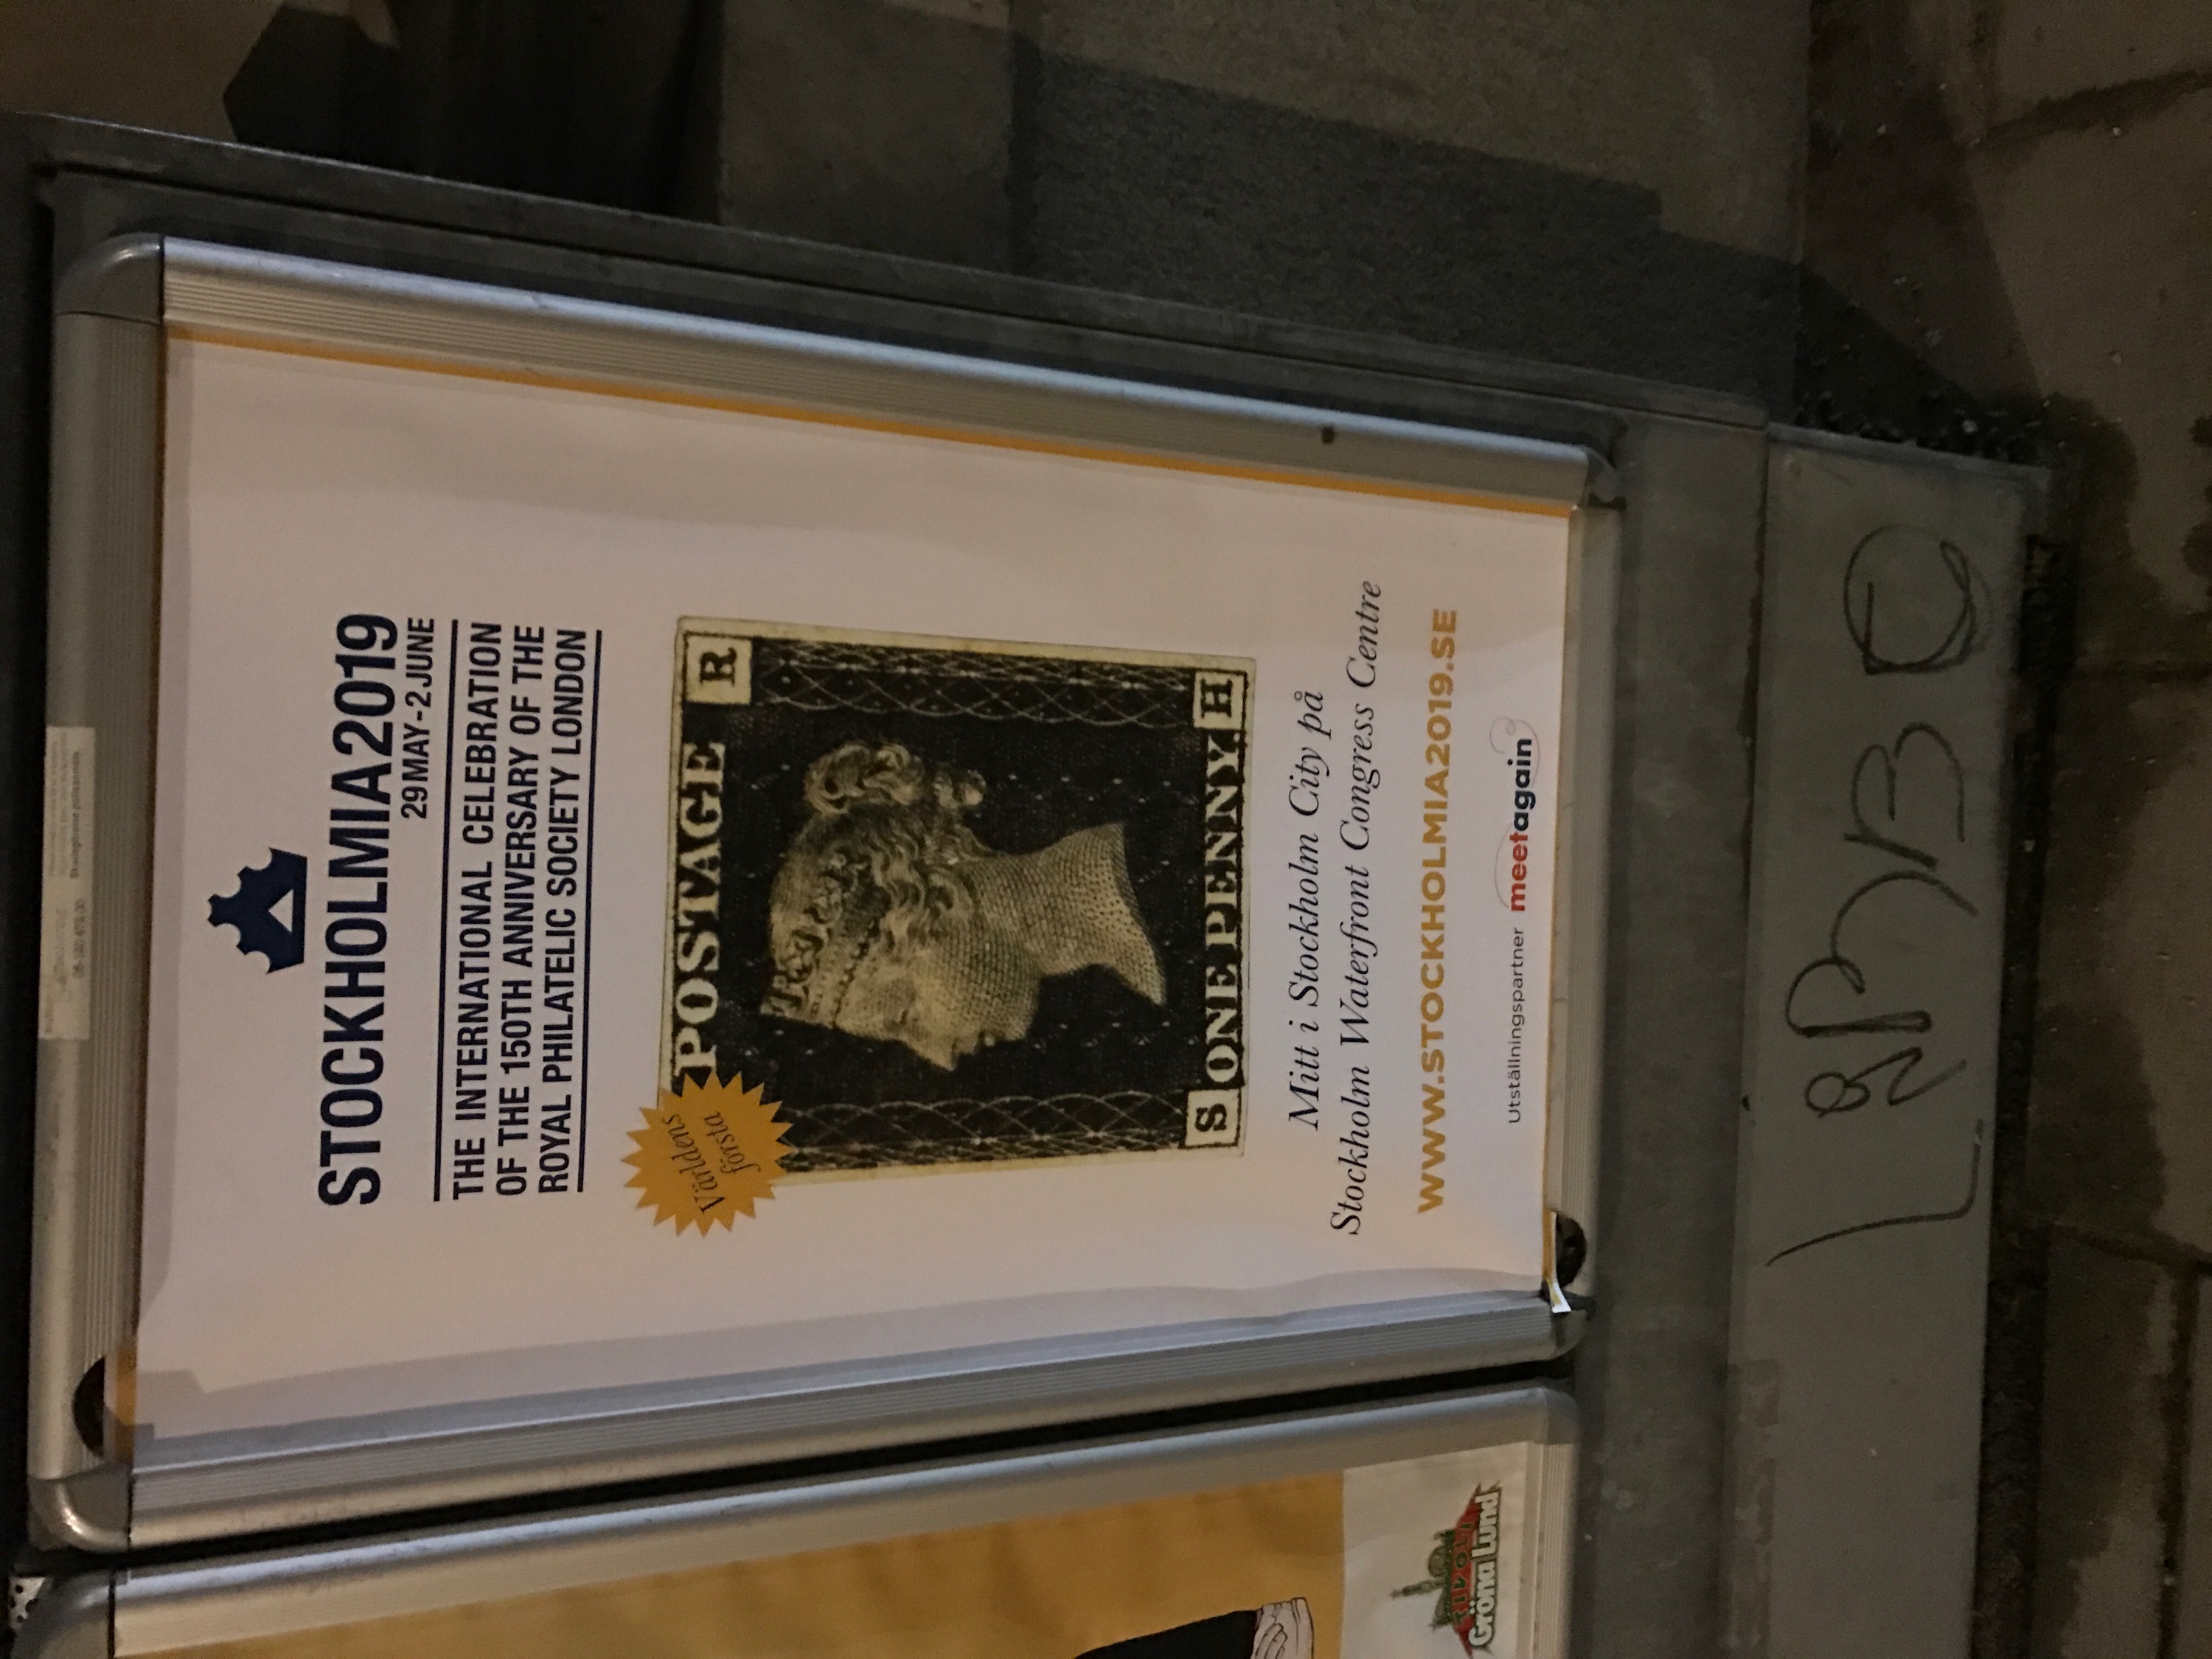 STOCKHOLMIA2019
29 MAY - 2 JUNE
THE INTERNATIONAL CELEBRATION
OF THE 150TH ANNIVERSARY OF THE
ROYAL PHILATELIC SOCIETY LONDON
Världens
första
POSTAGE R
S ONE PENNY. H
Mitt i Stockholm City på
Stockholm Waterfront Congress Centre
WWW.STOCKHOLMIA2019.SE
Utställningspartner meetagain
TIVOLI
Gröna Lund